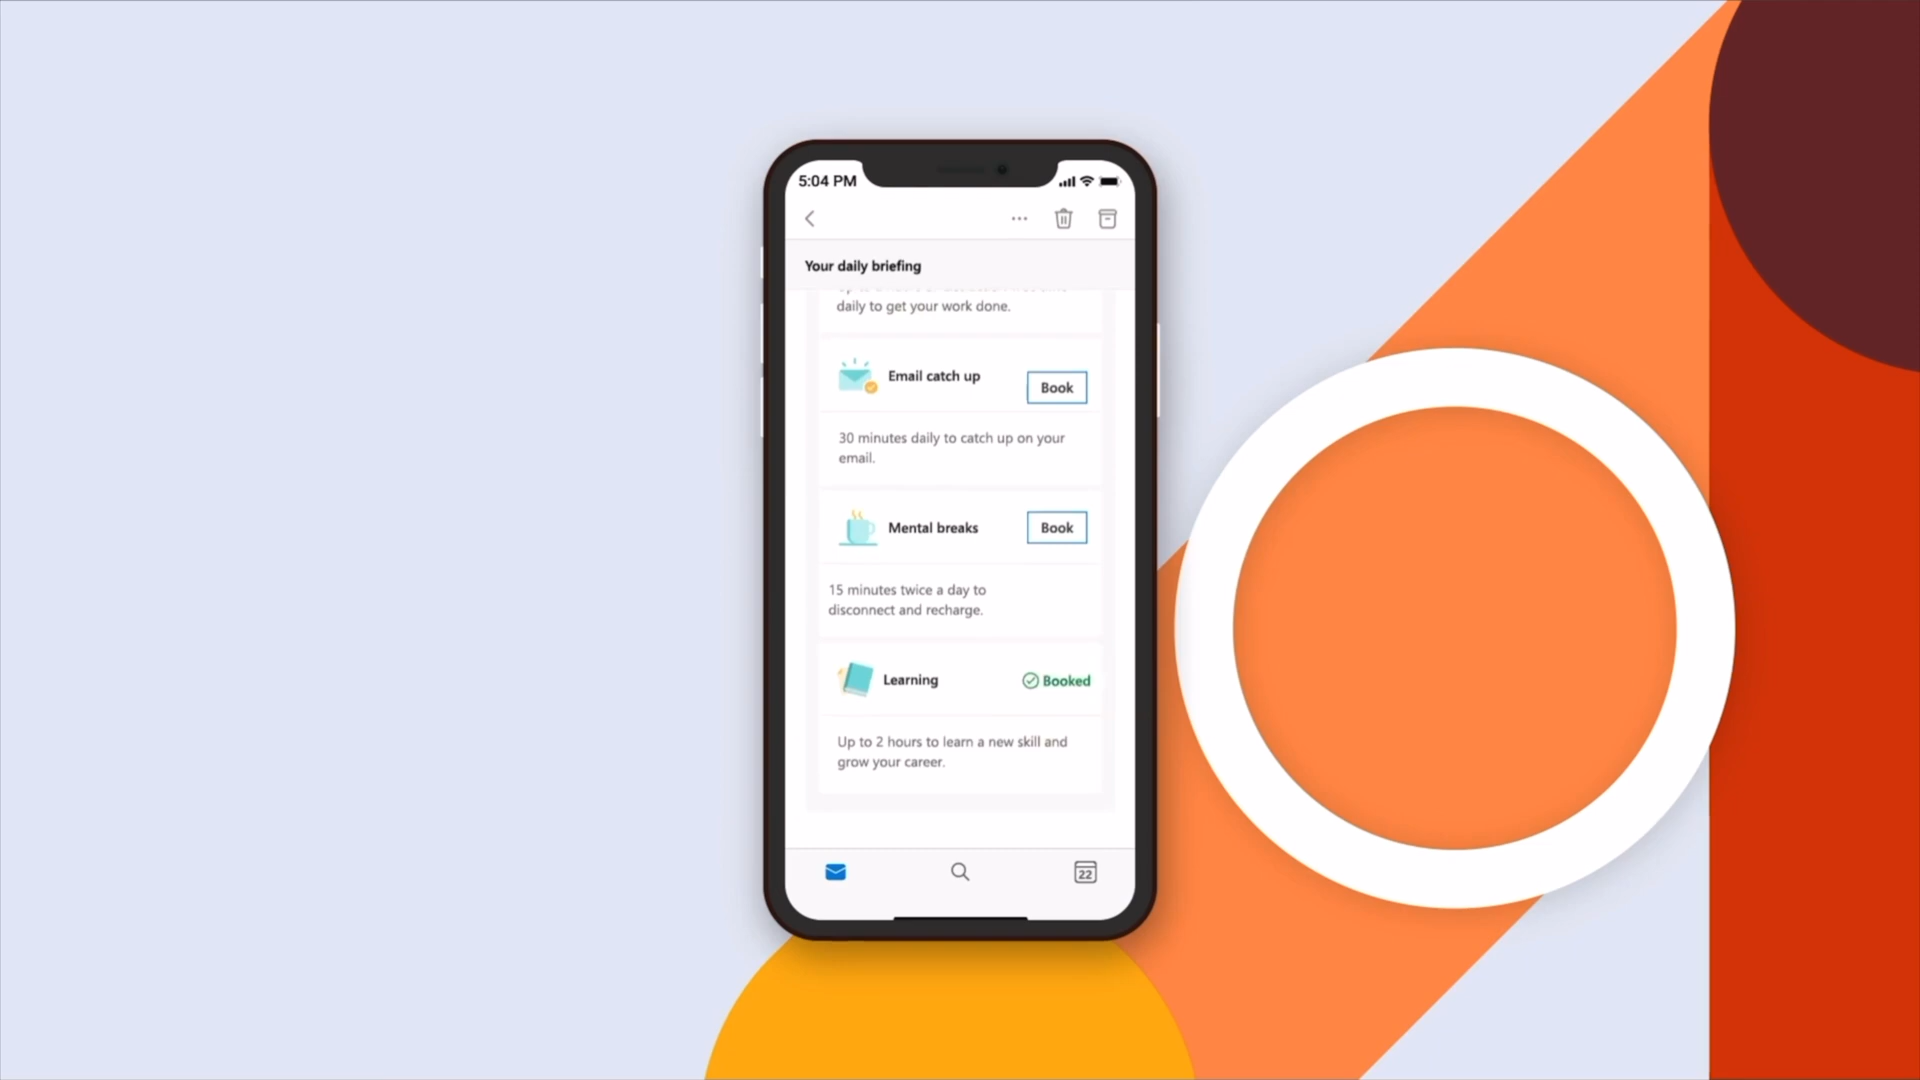 5:04 PM
Your daily briefing
daily to get your work done.
Email catch up
Book
30 minutes daily to catch up on your
email.
Mental breaks
Book
15 minutes twice a day to
disconnect and recharge.
Learning
Booked
Up to 2 hours to learn a new skill and
grow your career.
22